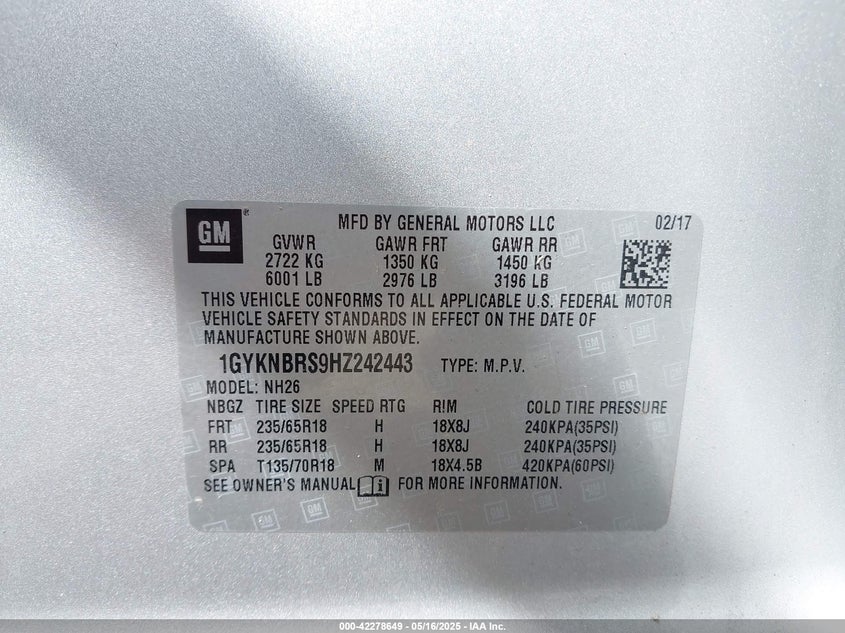 GM ® MFD BY GENERAL MOTORS LLC 02/17
GVWR GAWR FRT GAWR RR
2722 KG 1350 KG 1450 KG
6001 LB 2976 LB 3196 LB
THIS VEHICLE CONFORMS TO ALL APPLICABLE U.S. FEDERAL MOTOR
VEHICLE SAFETY STANDARDS IN EFFECT ON THE DATE OF
MANUFACTURE SHOWN ABOVE.
1GYKNBRS9HZ242443 TYPE: M.P.V.
MODEL: NH26
NBGZ TIRE SIZE SPEED RTG RIM COLD TIRE PRESSURE
FRT 235/65R18 H 18X8J 240KPA(35PSI)
RR 235/65R18 H 18X8J 240KPA(35PSI)
SPA T135/70R18 M 18X4.5B 420KPA(60PSI)
SEE OWNER'S MANUAL i FOR MORE INFORMATION.
000-42278649 - 05/16/2025 - IAA Inc.